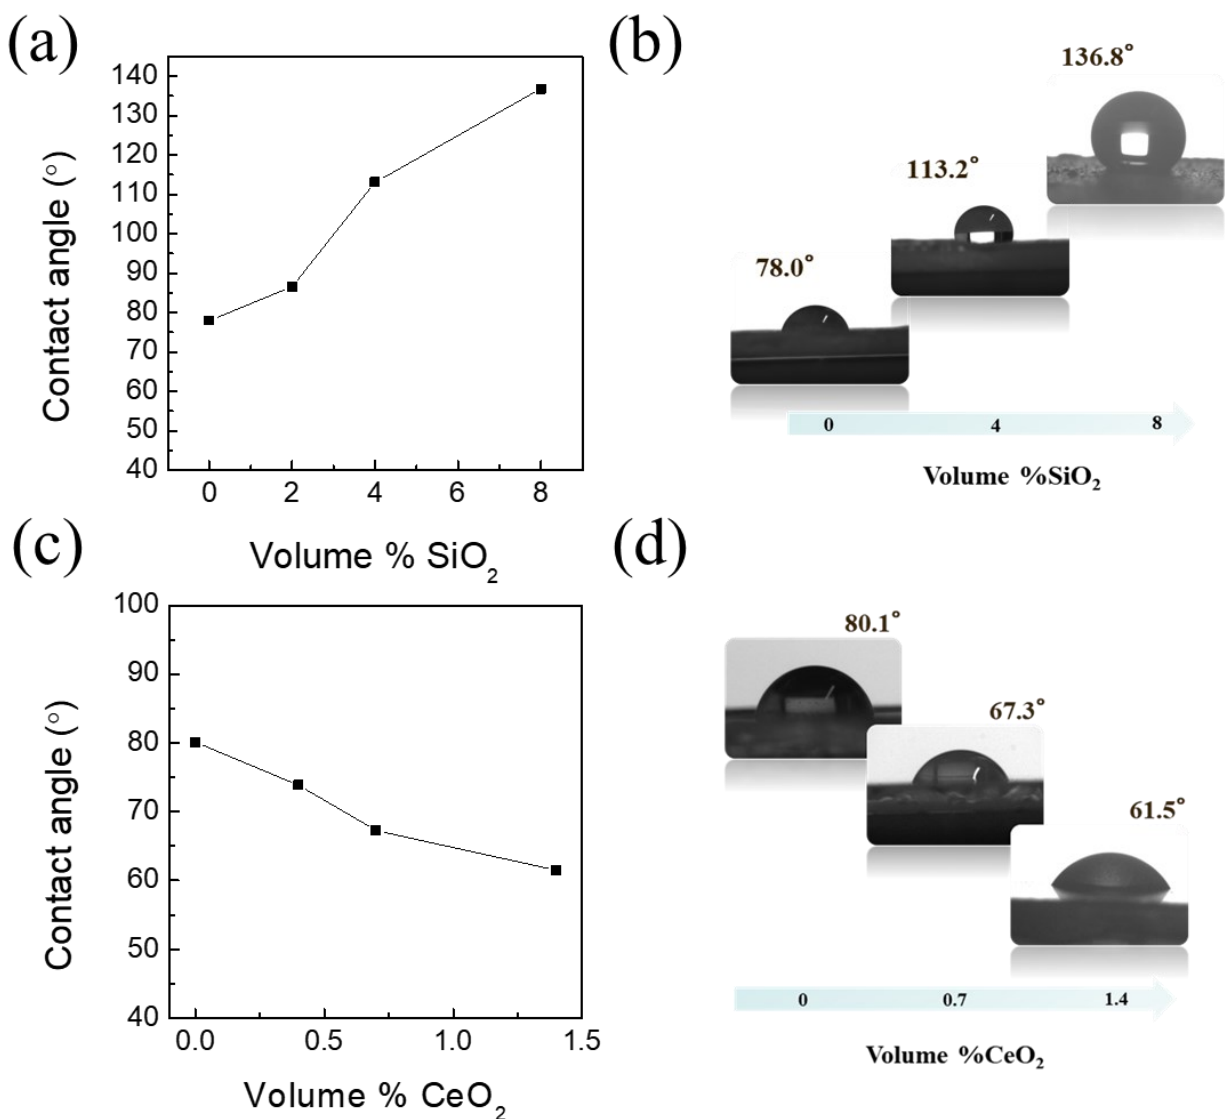 (a)
140
130
120
110
100
90
80
70
60
50
40
Contact angle (°)
0 2 4 6 8
Volume % SiO₂
(b)
136.8°
113.2°
78.0°
0 4 8
Volume %SiO₂
(c)
100
90
80
70
60
50
40
Contact angle (°)
0.0 0.5 1.0 1.5
Volume % CeO₂
(d)
80.1°
67.3°
61.5°
0 0.7 1.4
Volume %CeO₂